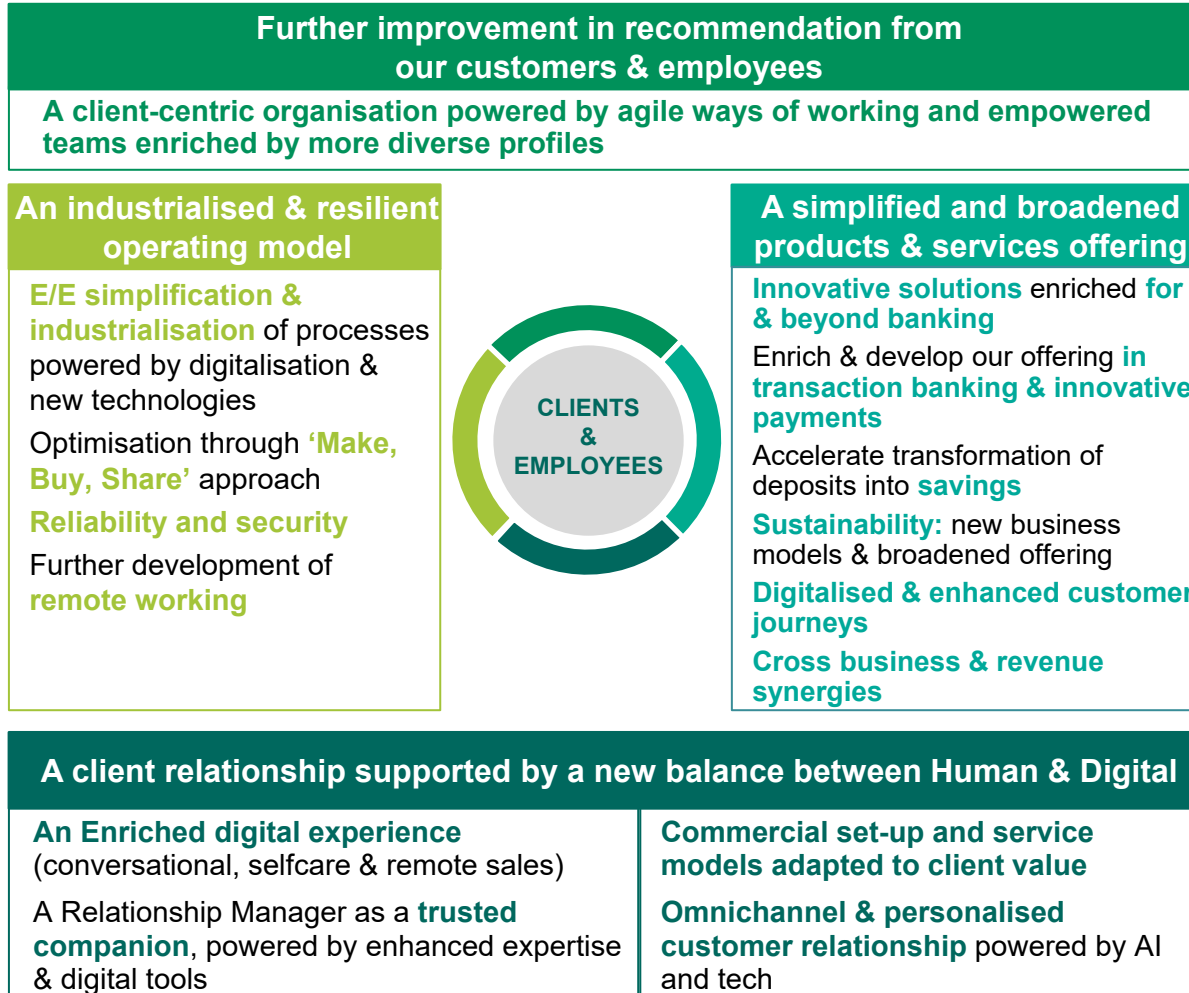 Further improvement in recommendation from
our customers & employees
A client-centric organisation powered by agile ways of working and empowered
teams enriched by more diverse profiles
An industrialised & resilient
operating model
E/E simplification &
industrialisation of processes
powered by digitalisation &
new technologies
Optimisation through ‘Make,
Buy, Share’ approach
Reliability and security
Further development of
remote working
CLIENTS
&
EMPLOYEES
A simplified and broadened
products & services offering
Innovative solutions enriched for
& beyond banking
Enrich & develop our offering in
transaction banking & innovative
payments
Accelerate transformation of
deposits into savings
Sustainability: new business
models & broadened offering
Digitalised & enhanced customer
journeys
Cross business & revenue
synergies
A client relationship supported by a new balance between Human & Digital
An Enriched digital experience
(conversational, selfcare & remote sales)
A Relationship Manager as a trusted
companion, powered by enhanced expertise
& digital tools
Commercial set-up and service
models adapted to client value
Omnichannel & personalised
customer relationship powered by AI
and tech